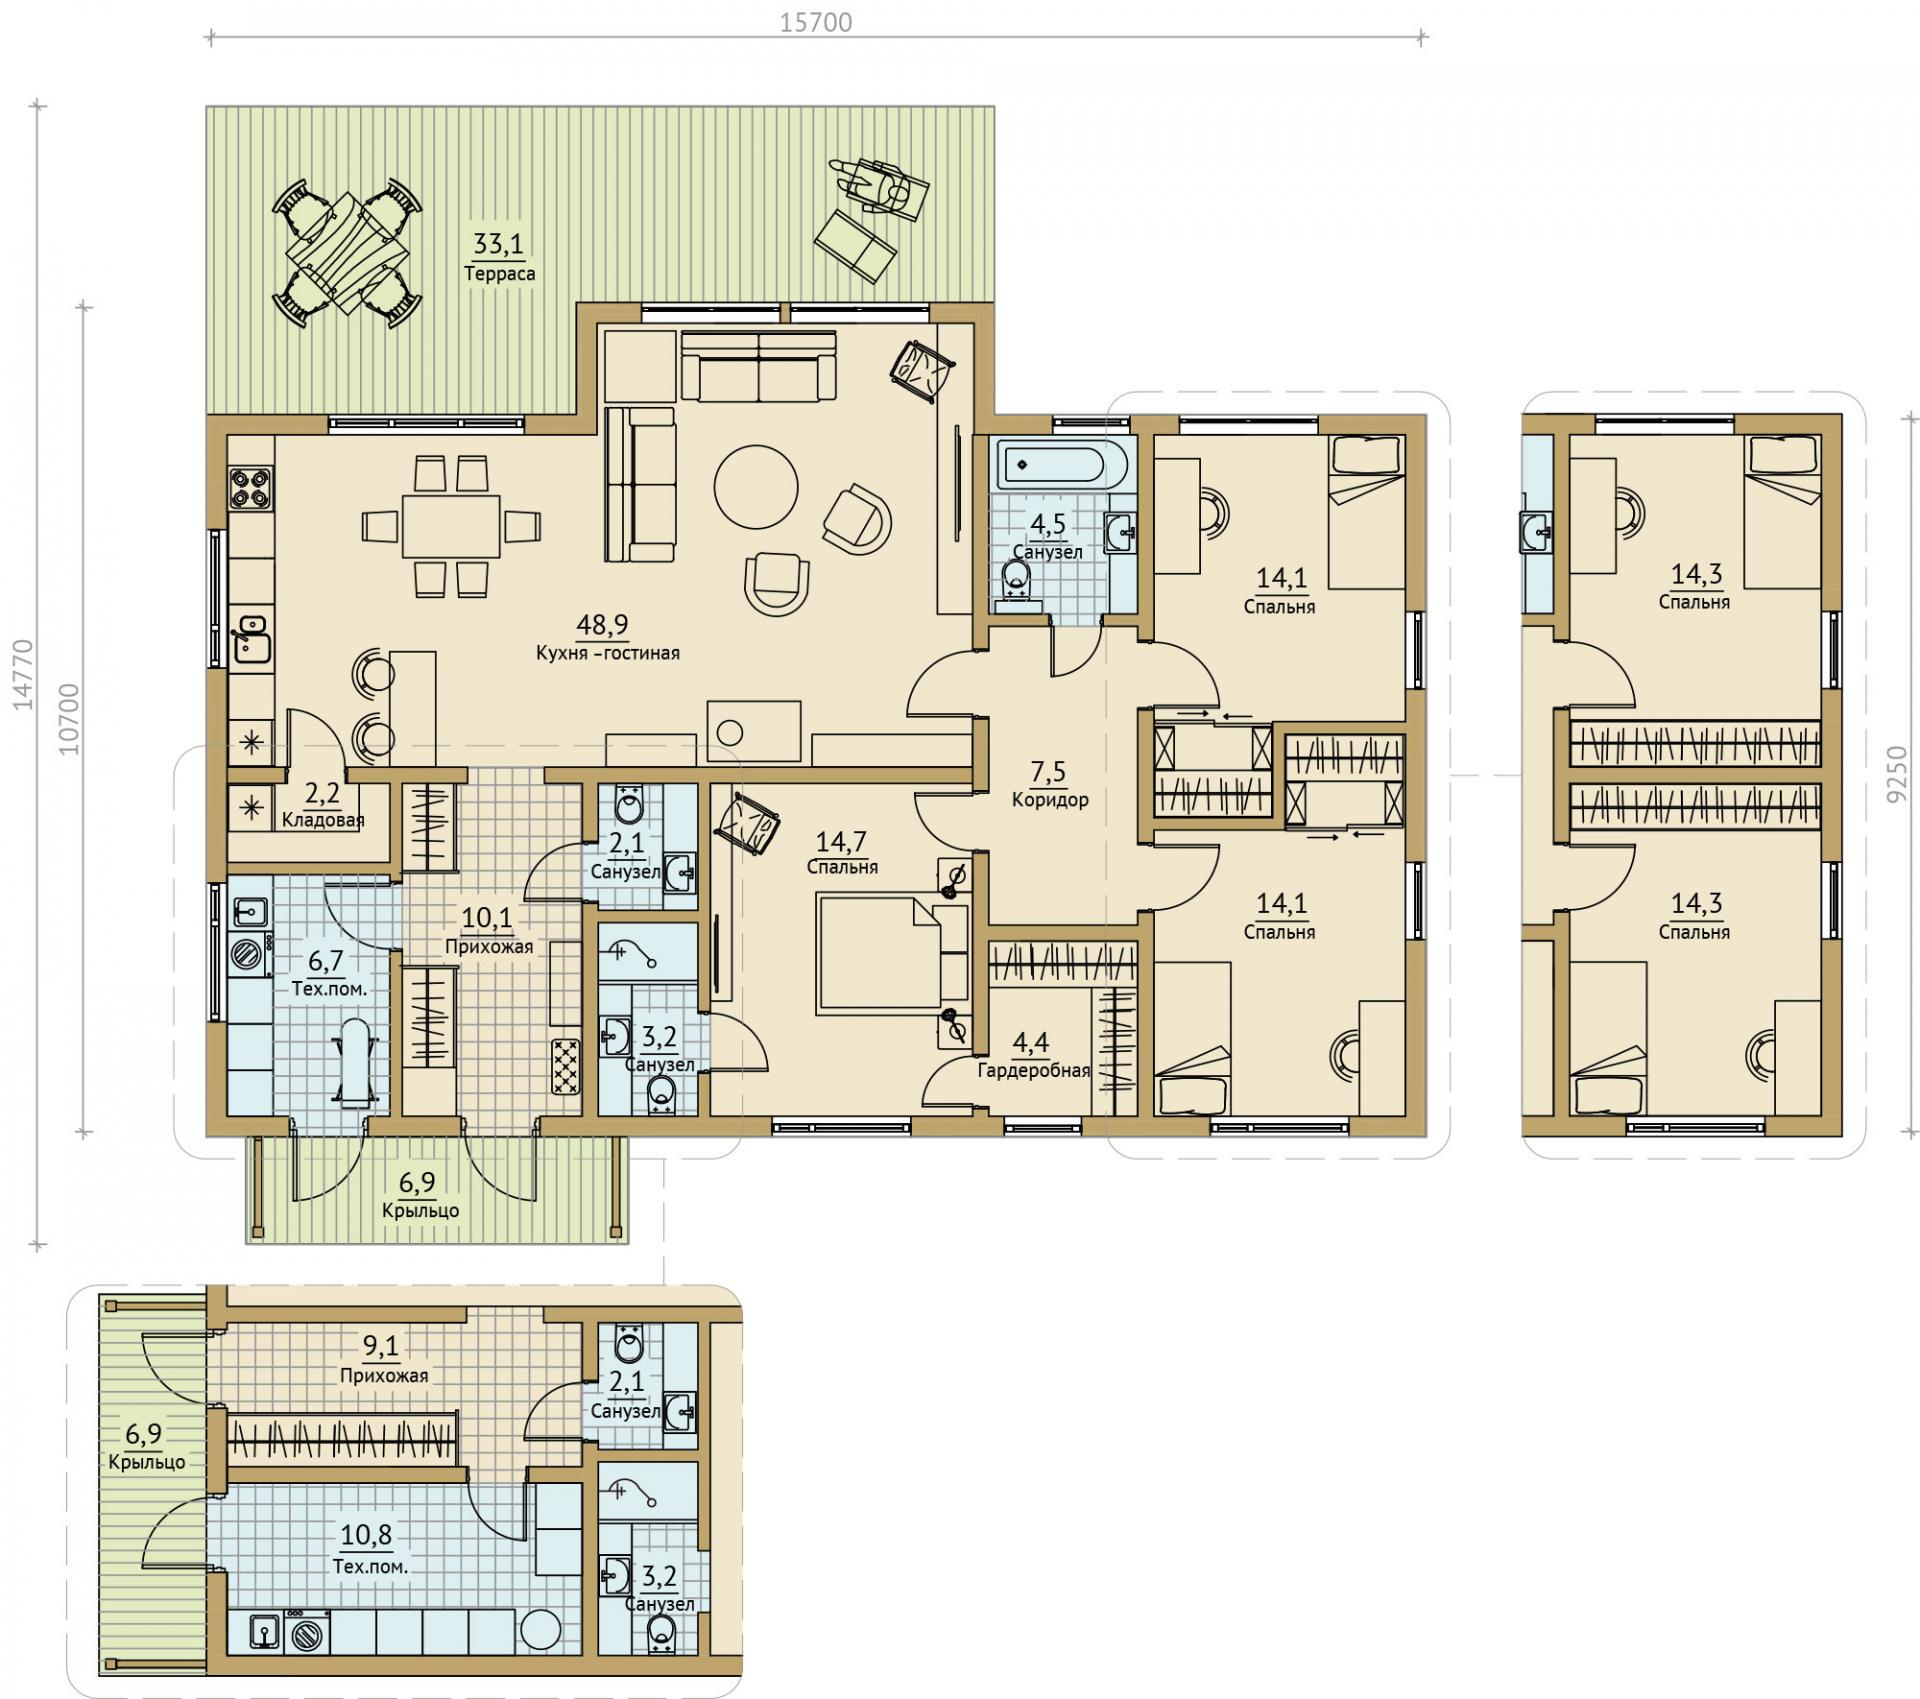 15700
14770
10700
33,1
Терраса
48,9
Кухня –гостиная
4,5
Санузел
14,1
Спальня
14,3
Спальня
2,2
Кладовая
7,5
Коридор
9250
2,1
Санузел
14,7
Спальня
10,1
Прихожая
14,1
Спальня
14,3
Спальня
6,7
Тех.пом.
3,2
Санузел
4,4
Гардеробная
6,9
Крыльцо
9,1
Прихожая
2,1
Санузел
6,9
Крыльцо
10,8
Тех.пом.
3,2
Санузел